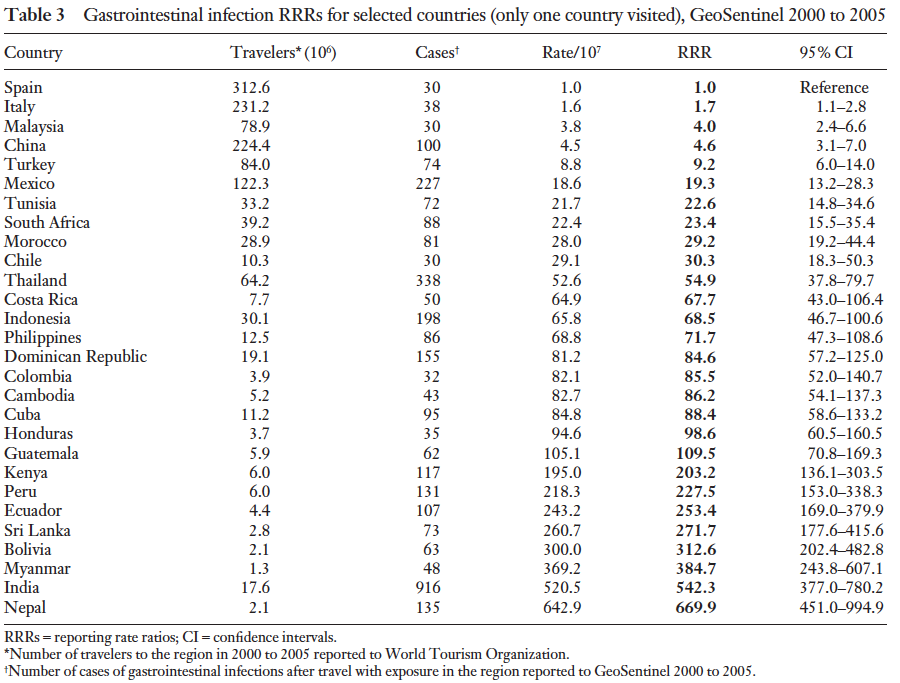 Table 3 Gastrointestinal infection RRRs for selected countries (only one country visited), GeoSentinel 2000 to 2005
Country Travelers* (10⁶) Cases† Rate/10⁷ RRR 95% CI
Spain 312.6 30 1.0 1.0 Reference
Italy 231.2 38 1.6 1.7 1.1–2.8
Malaysia 78.9 30 3.8 4.0 2.4–6.6
China 224.4 100 4.5 4.6 3.1–7.0
Turkey 84.0 74 8.8 9.2 6.0–14.0
Mexico 122.3 227 18.6 19.3 13.2–28.3
Tunisia 33.2 72 21.7 22.6 14.8–34.6
South Africa 39.2 88 22.4 23.4 15.5–35.4
Morocco 28.9 81 28.0 29.2 19.2–44.4
Chile 10.3 30 29.1 30.3 18.3–50.3
Thailand 64.2 338 52.6 54.9 37.8–79.7
Costa Rica 7.7 50 64.9 67.7 43.0–106.4
Indonesia 30.1 198 65.8 68.5 46.7–100.6
Philippines 12.5 86 68.8 71.7 47.3–108.6
Dominican Republic 19.1 155 81.2 84.6 57.2–125.0
Colombia 3.9 32 82.1 85.5 52.0–140.7
Cambodia 5.2 43 82.7 86.2 54.1–137.3
Cuba 11.2 95 84.8 88.4 58.6–133.2
Honduras 3.7 35 94.6 98.6 60.5–160.5
Guatemala 5.9 62 105.1 109.5 70.8–169.3
Kenya 6.0 117 195.0 203.2 136.1–303.5
Peru 6.0 131 218.3 227.5 153.0–338.3
Ecuador 4.4 107 243.2 253.4 169.0–379.9
Sri Lanka 2.8 73 260.7 271.7 177.6–415.6
Bolivia 2.1 63 300.0 312.6 202.4–482.8
Myanmar 1.3 48 369.2 384.7 243.8–607.1
India 17.6 916 520.5 542.3 377.0–780.2
Nepal 2.1 135 642.9 669.9 451.0–994.9
RRRs = reporting rate ratios; CI = confidence intervals.
*Number of travelers to the region in 2000 to 2005 reported to World Tourism Organization.
†Number of cases of gastrointestinal infections after travel with exposure in the region reported to GeoSentinel 2000 to 2005.